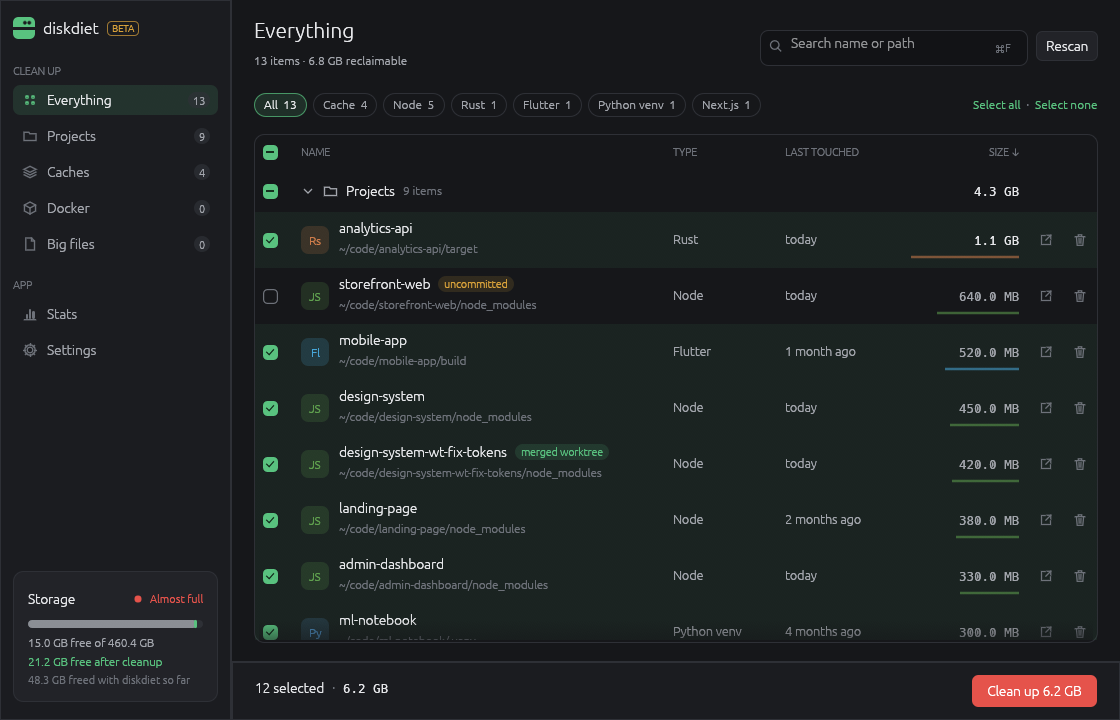 diskdiet BETA
CLEAN UP
Everything 13
Projects 9
Caches 4
Docker 0
Big files 0
APP
Stats
Settings
Storage Almost full
15.0 GB free of 460.4 GB
21.2 GB free after cleanup
48.3 GB freed with diskdiet so far
Everything
13 items · 6.8 GB reclaimable
Search name or path ⌘F
Rescan
All 13 Cache 4 Node 5 Rust 1 Flutter 1 Python venv 1 Next.js 1
Select all · Select none
NAME TYPE LAST TOUCHED SIZE ↓
Projects 9 items 4.3 GB
Rs analytics-api Rust today 1.1 GB
~/code/analytics-api/target
JS storefront-web uncommitted Node today 640.0 MB
~/code/storefront-web/node_modules
Fl mobile-app Flutter 1 month ago 520.0 MB
~/code/mobile-app/build
JS design-system Node today 450.0 MB
~/code/design-system/node_modules
JS design-system-wt-fix-tokens merged worktree Node today 420.0 MB
~/code/design-system-wt-fix-tokens/node_modules
JS landing-page Node 2 months ago 380.0 MB
~/code/landing-page/node_modules
JS admin-dashboard Node today 330.0 MB
~/code/admin-dashboard/node_modules
Py ml-notebook Python venv 4 months ago 300.0 MB
12 selected · 6.2 GB
Clean up 6.2 GB